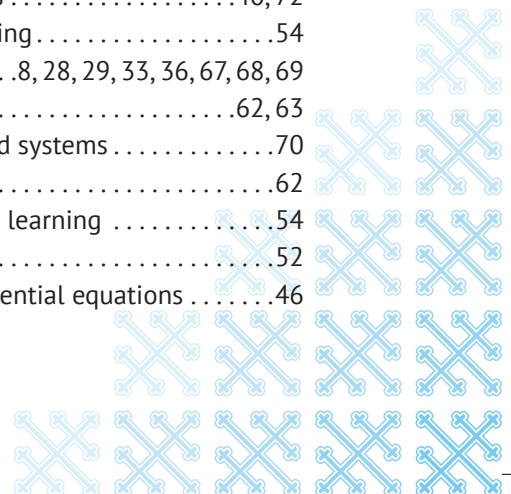 ing . . . . . . . . . . . . . . . . . . . .54
. .8, 28, 29, 33, 36, 67, 68, 69
. . . . . . . . . . . . . . . . . . . . . . .62, 63
d systems . . . . . . . . . . . . .70
. . . . . . . . . . . . . . . . . . . . . . . . .62
learning . . . . . . . . . . . . .54
. . . . . . . . . . . . . . . . . . . . . . . . .52
ential equations . . . . . . .46